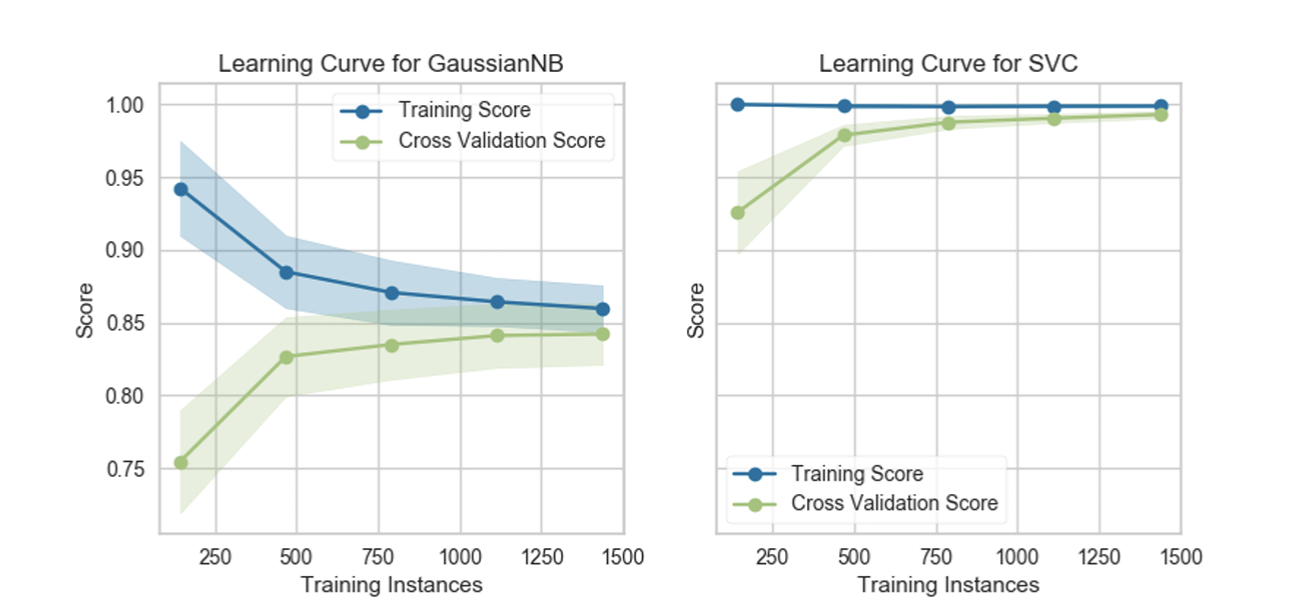 Learning Curve for GaussianNB
Training Score
Cross Validation Score
1.00
0.95
0.90
0.85
0.80
0.75
Score
250 500 750 1000 1250 1500
Training Instances
Learning Curve for SVC
Score
Training Score
Cross Validation Score
250 500 750 1000 1250 1500
Training Instances